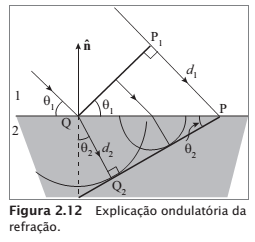 n̂
P₁
d₁
1
θ₁
θ₁
P
2
Q
θ₂
d₂
θ₂
Q₂
Figura 2.12 Explicação ondulatória da
refração.